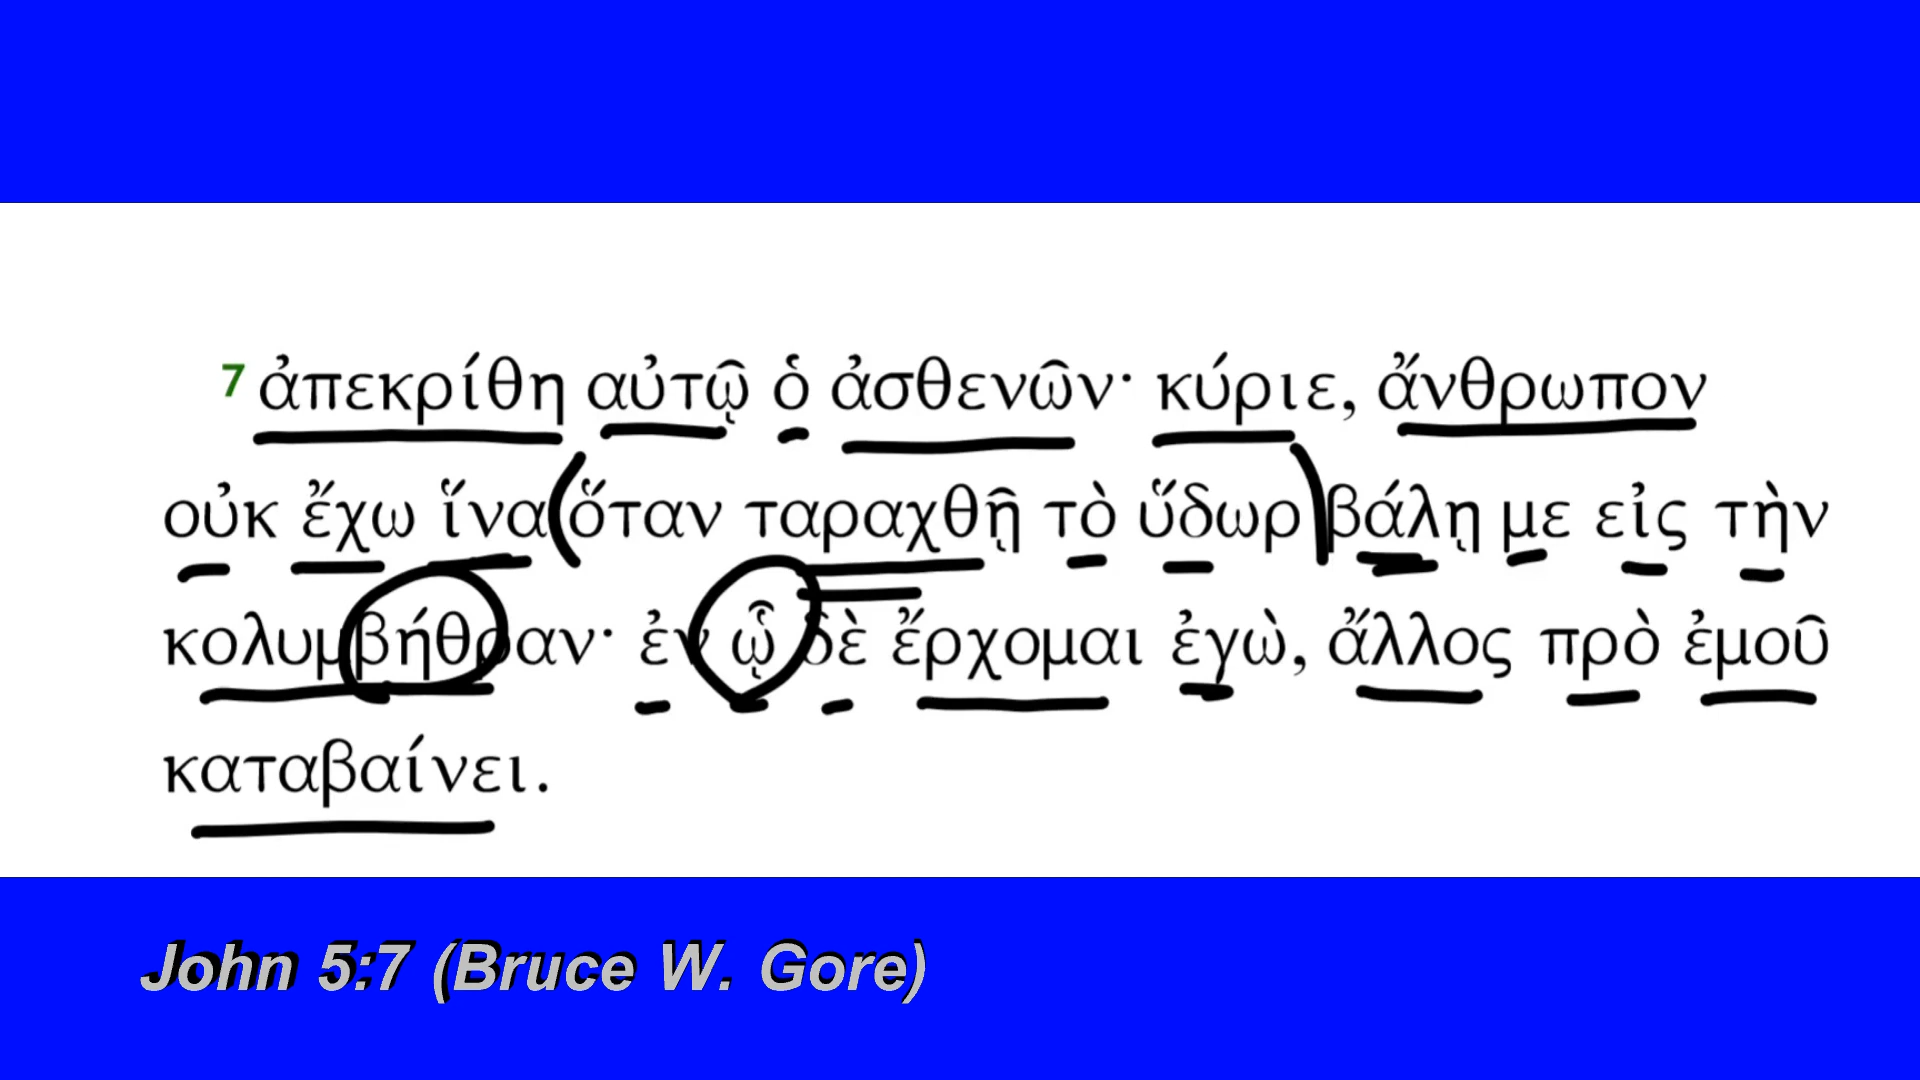 7 ἀπεκρίθη αὐτῷ ὁ ἀσθενῶν· κύριε, ἄνθρωπον
οὐκ ἔχω ἵνα ὅταν ταραχθῇ τὸ ὕδωρ βάλῃ με εἰς τὴν
κολυμβήθραν· ἐν ᾧ δὲ ἔρχομαι ἐγὼ, ἄλλος πρὸ ἐμοῦ
καταβαίνει.
John 5:7 (Bruce W. Gore)